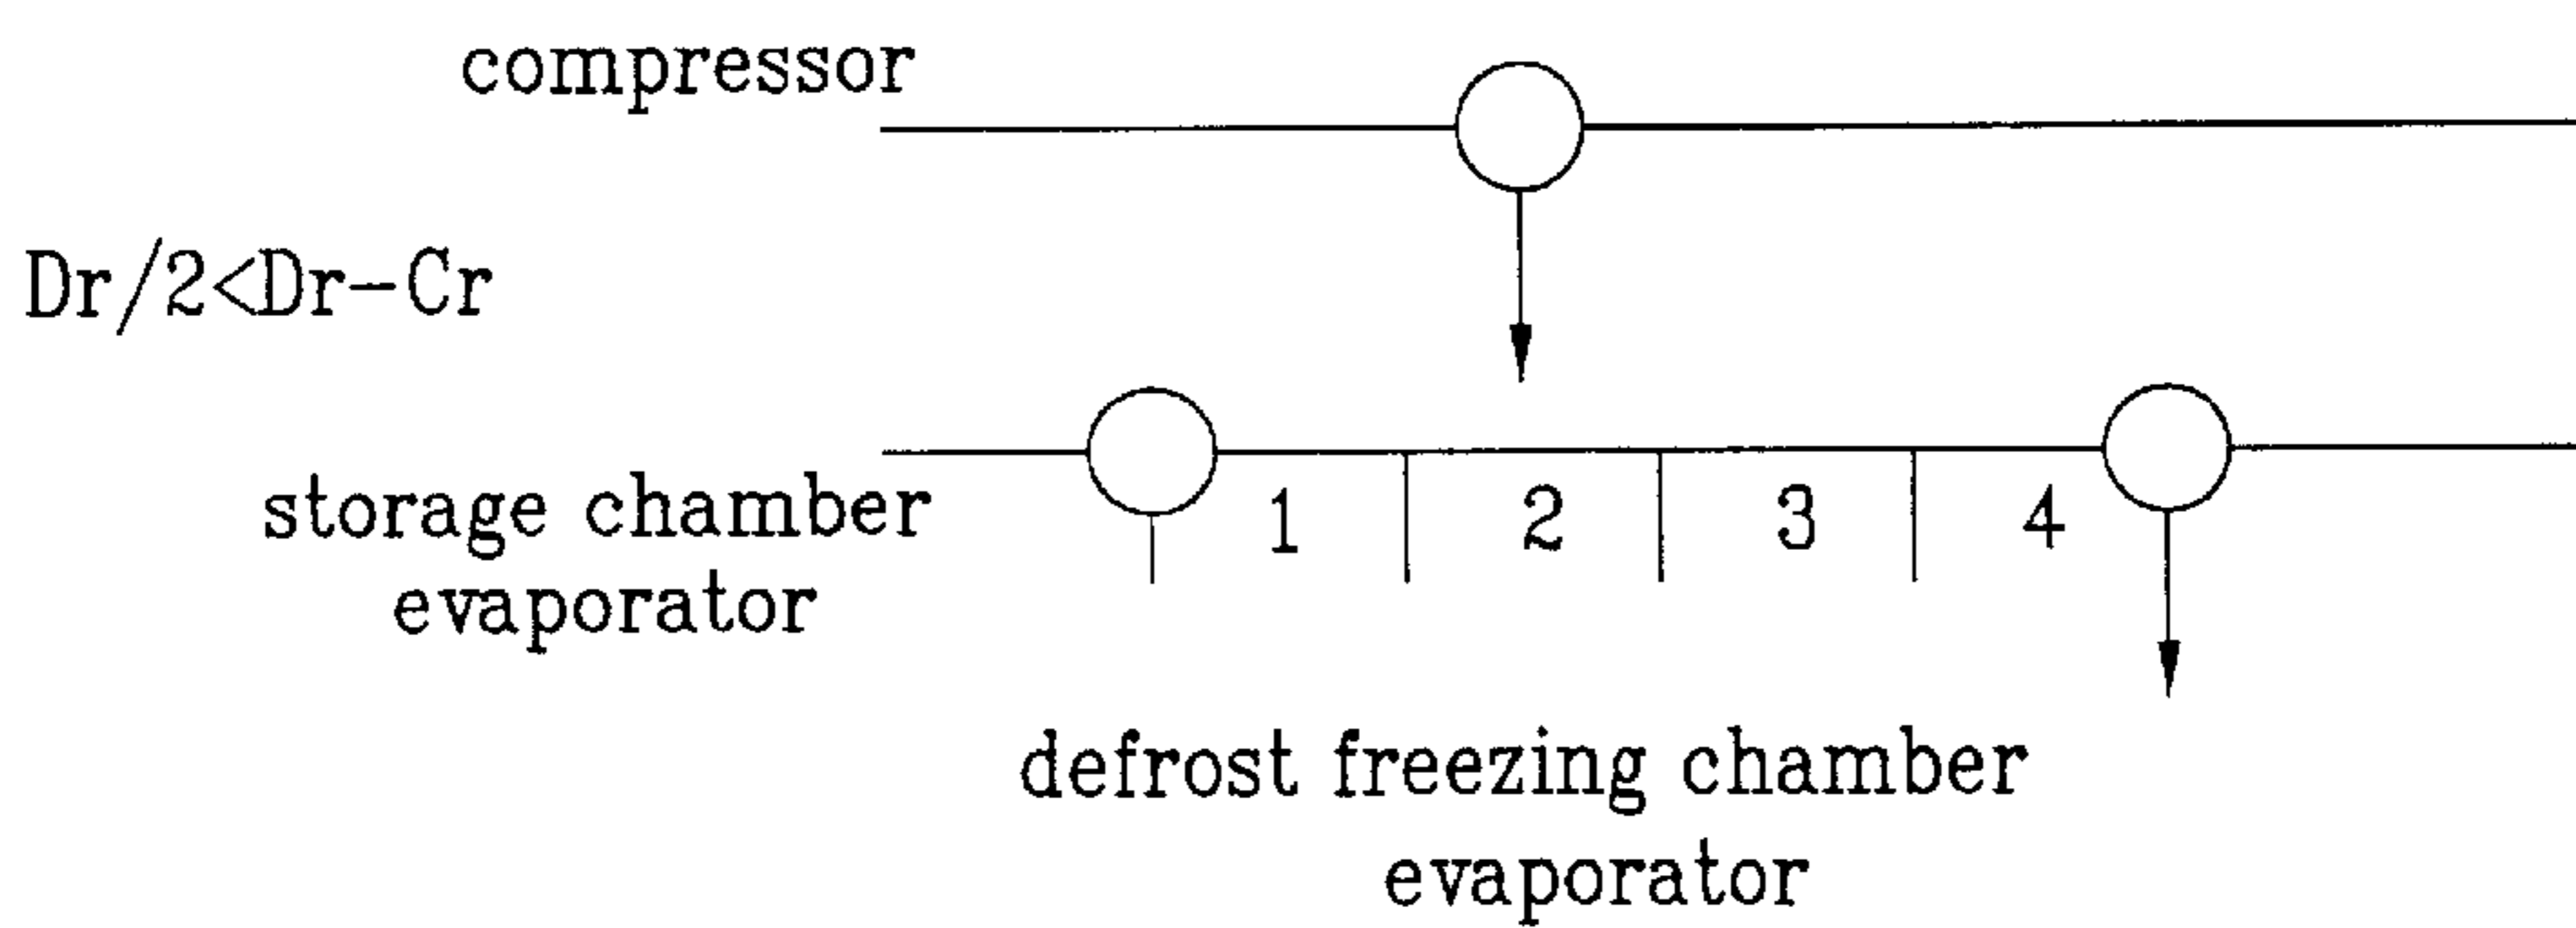 compressor
Dr/2<Dr-Cr
storage chamber
evaporator
1 2 3 4
defrost freezing chamber
evaporator